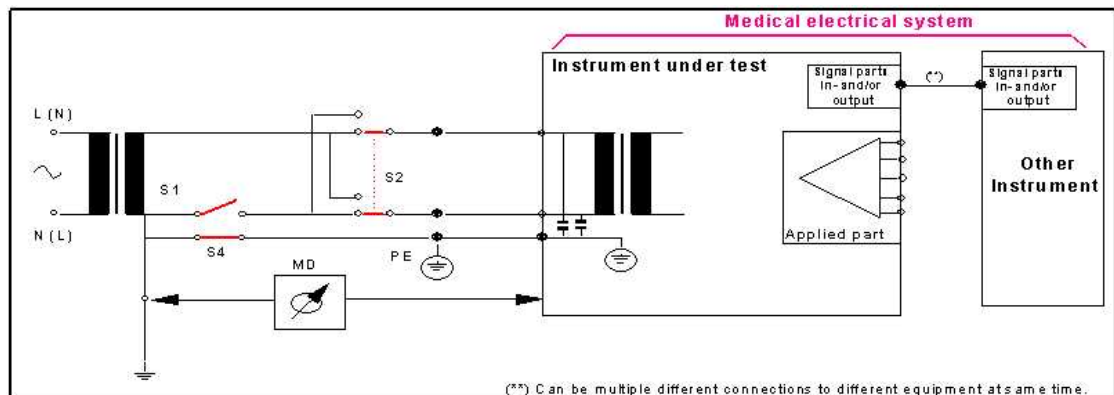 Medical electrical system
Instrument under test
Signal parts
in-and/or
output
(**)
Signal parts
in-and/or
output
L (N)
S1
S2
Other
Instrument
N (L)
S4
PE
Applied part
MD
(**) Can be multiple different connections to different equipment at same time.